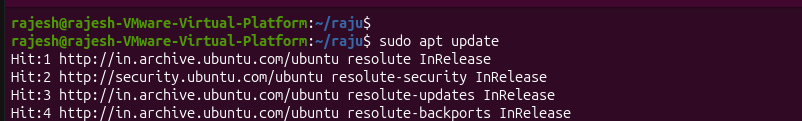 rajesh@rajesh-VMware-Virtual-Platform:~/raju$
rajesh@rajesh-VMware-Virtual-Platform:~/raju$ sudo apt update
Hit:1 http://in.archive.ubuntu.com/ubuntu resolute InRelease
Hit:2 http://security.ubuntu.com/ubuntu resolute-security InRelease
Hit:3 http://in.archive.ubuntu.com/ubuntu resolute-updates InRelease
Hit:4 http://in.archive.ubuntu.com/ubuntu resolute-backports InRelease